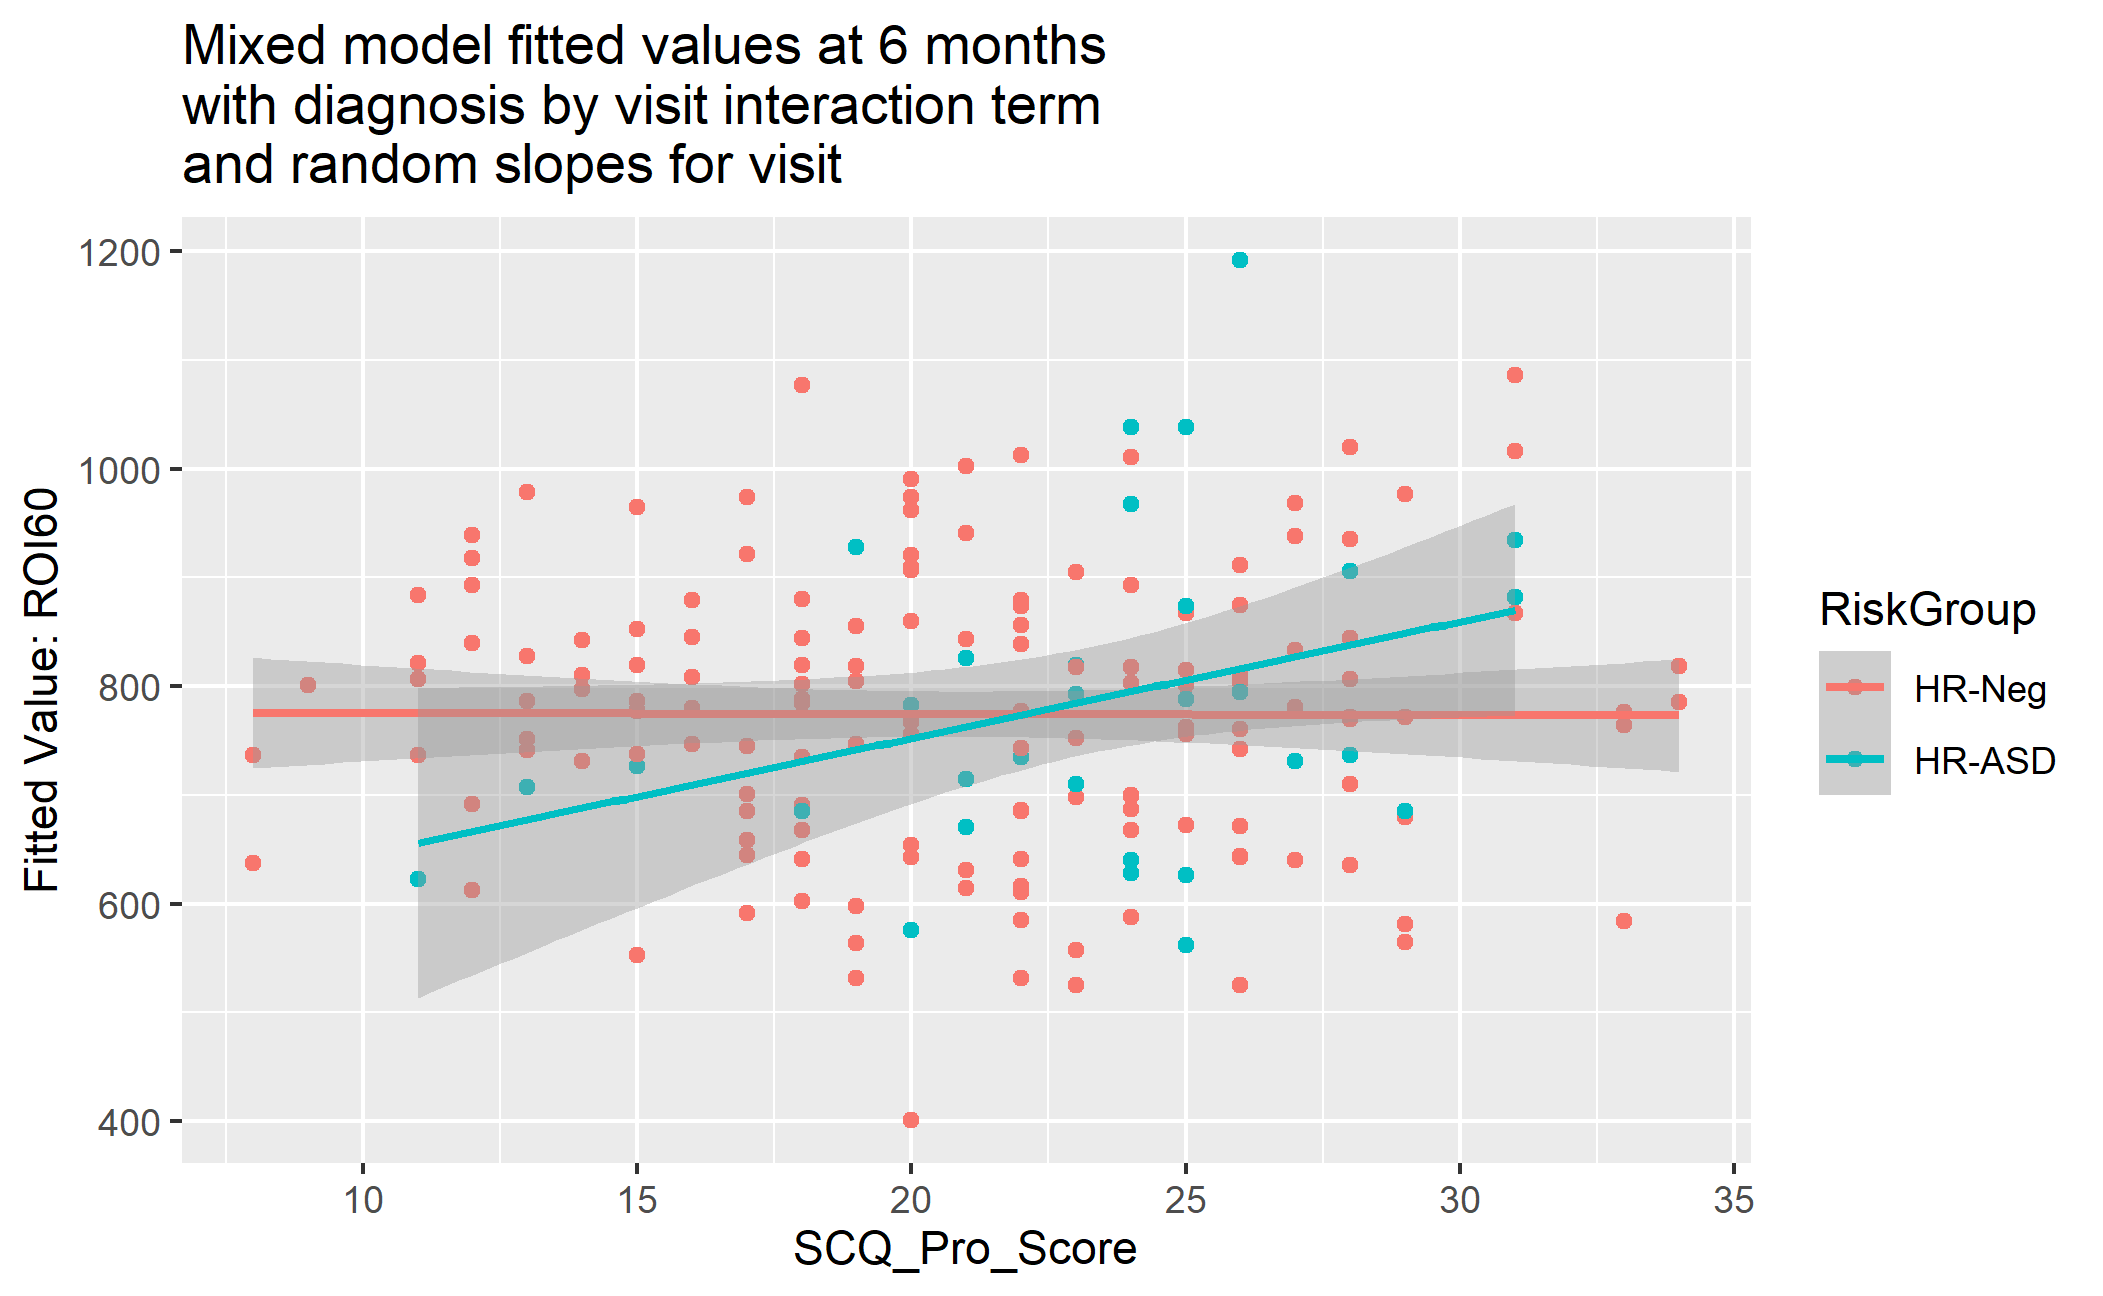 Mixed model fitted values at 6 months
with diagnosis by visit interaction term
and random slopes for visit
Fitted Value: ROI60
1200
1000
800
600
400
10
15
20
25
30
35
SCQ_Pro_Score
RiskGroup
HR-Neg
HR-ASD